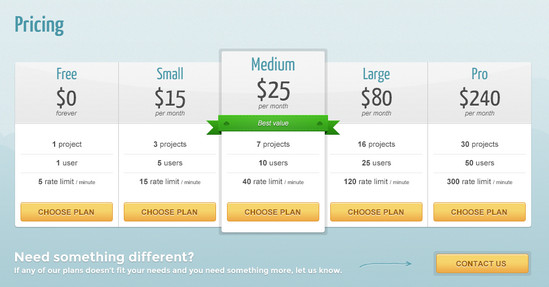 Pricing
Free
$0
forever
1 project
1 user
5 rate limit / minute
CHOOSE PLAN
Small
$15
per month
3 projects
5 users
15 rate limit / minute
CHOOSE PLAN
Medium
$25
per month
Best value
7 projects
10 users
40 rate limit / minute
CHOOSE PLAN
Large
$80
per month
16 projects
25 users
120 rate limit / minute
CHOOSE PLAN
Pro
$240
per month
30 projects
50 users
300 rate limit / minute
CHOOSE PLAN
Need something different?
If any of our plans doesn't fit your needs and you need something more, let us know.
CONTACT US